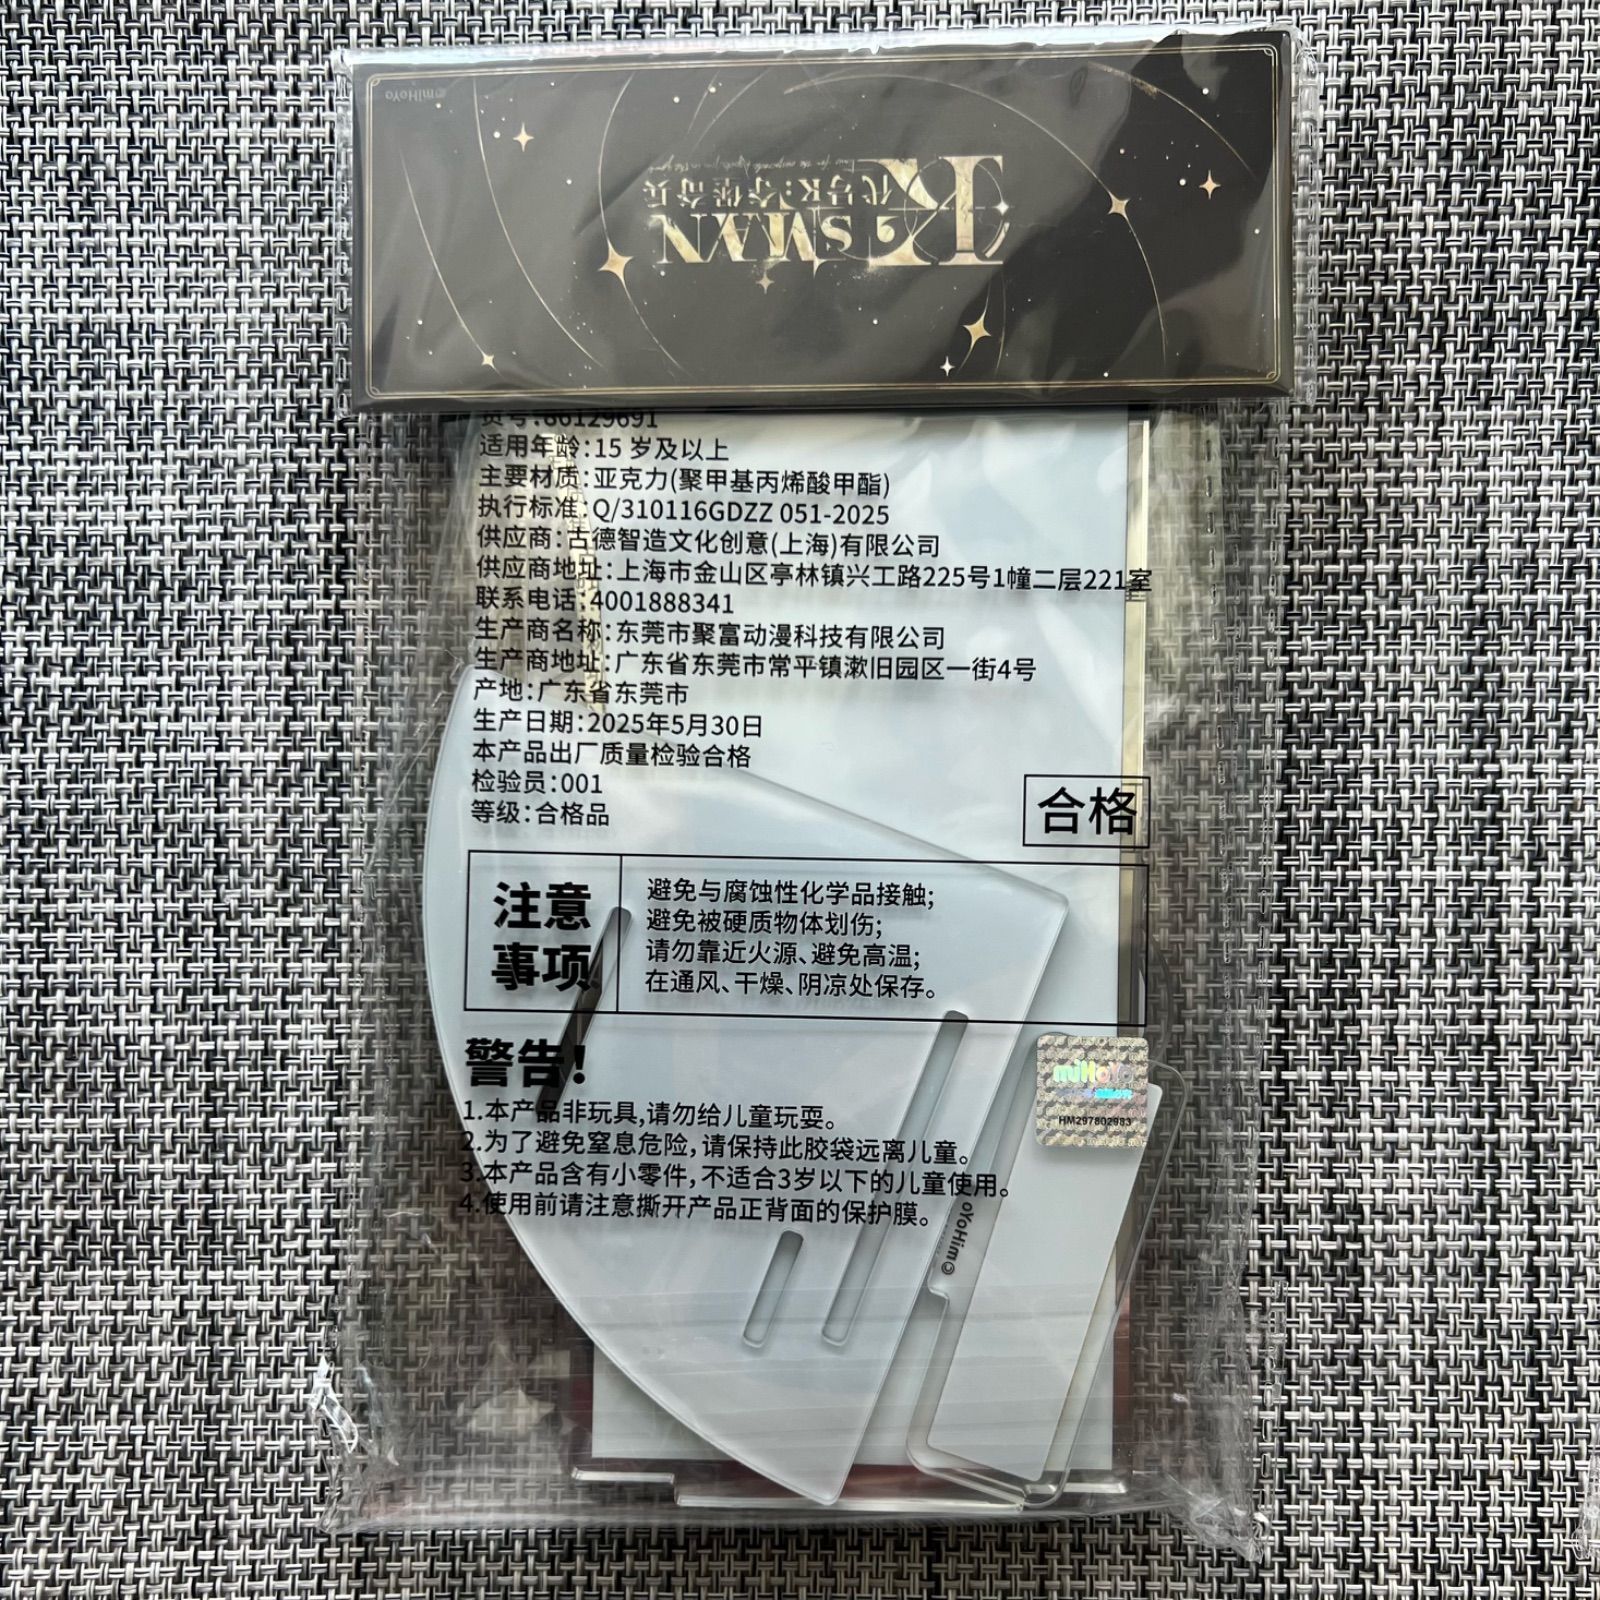 ©miHoYo
代号K:夺堡奇兵
货号:86129691
适用年龄:15 岁及以上
主要材质:亚克力(聚甲基丙烯酸甲酯)
执行标准:Q/310116GDZZ 051-2025
供应商:古德智造文化创意(上海)有限公司
供应商地址:上海市金山区亭林镇兴工路225号1幢二层221室
联系电话:4001888341
生产商名称:东莞市聚富动漫科技有限公司
生产商地址:广东省东莞市常平镇漱旧园区一街4号
产地:广东省东莞市
生产日期:2025年5月30日
本产品出厂质量检验合格
检验员:001
等级:合格品
合格
注意
事项
避免与腐蚀性化学品接触;
避免被硬质物体划伤;
请勿靠近火源、避免高温;
在通风、干燥、阴凉处保存。
警告!
1.本产品非玩具,请勿给儿童玩耍。
2.为了避免窒息危险,请保持此胶袋远离儿童。
3.本产品含有小零件,不适合3岁以下的儿童使用。
4.使用前请注意撕开产品正背面的保护膜。
miHoYo
HM297802983
©miHoYo